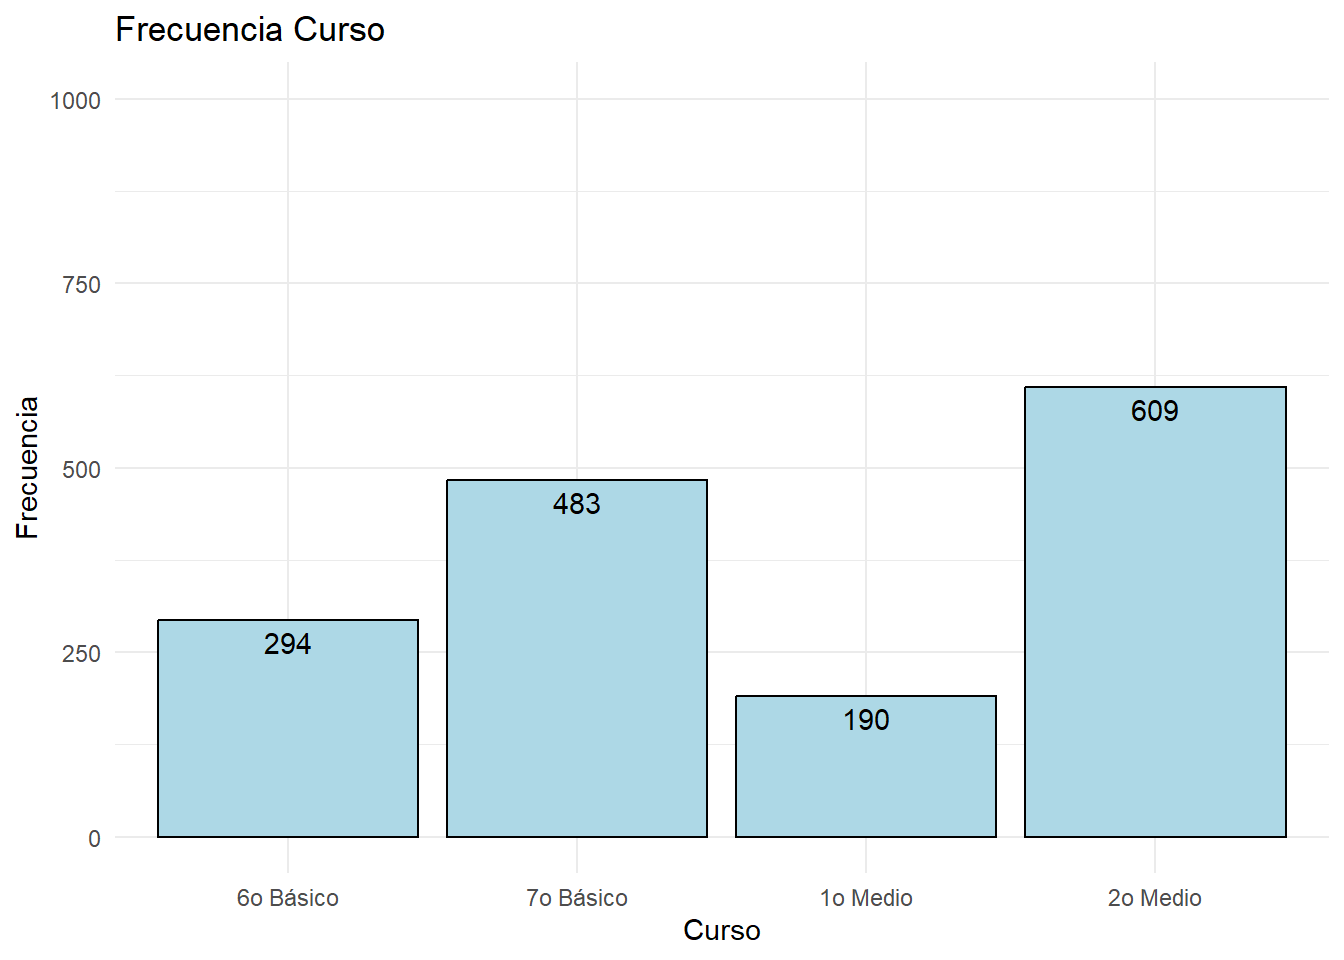 Frecuencia Curso
1000
750
500
250
0
Frecuencia
294
483
190
609
6o Básico
7o Básico
1o Medio
2o Medio
Curso